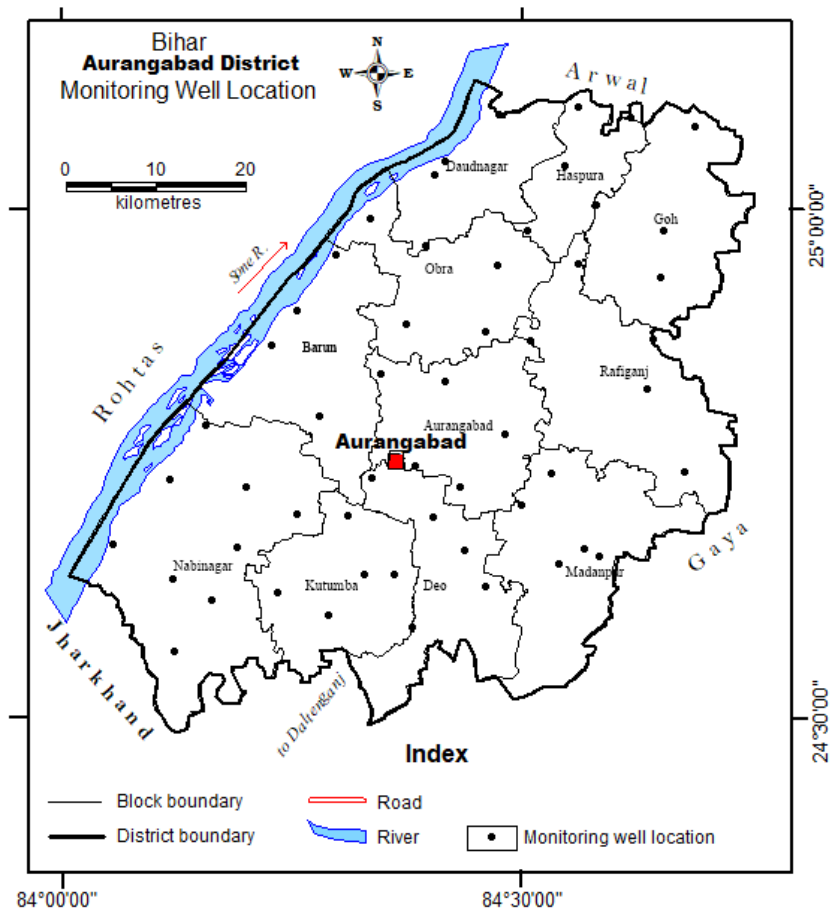 Bihar
Aurangabad District
Monitoring Well Location
N
W E
S
Arwal
0 10 20
kilometres
Daudnagar
Haspura
Goh
25°00'00"
Sone R.
Obra
Barun
Rohtas
Rafiganj
Aurangabad
Aurangabad
Gaya
Nabinagar
Kutumba
Deo
Madanpur
Jharkhand
to Daltenganj
24°30'00"
Index
Block boundary
Road
District boundary
River
Monitoring well location
84°00'00"
84°30'00"